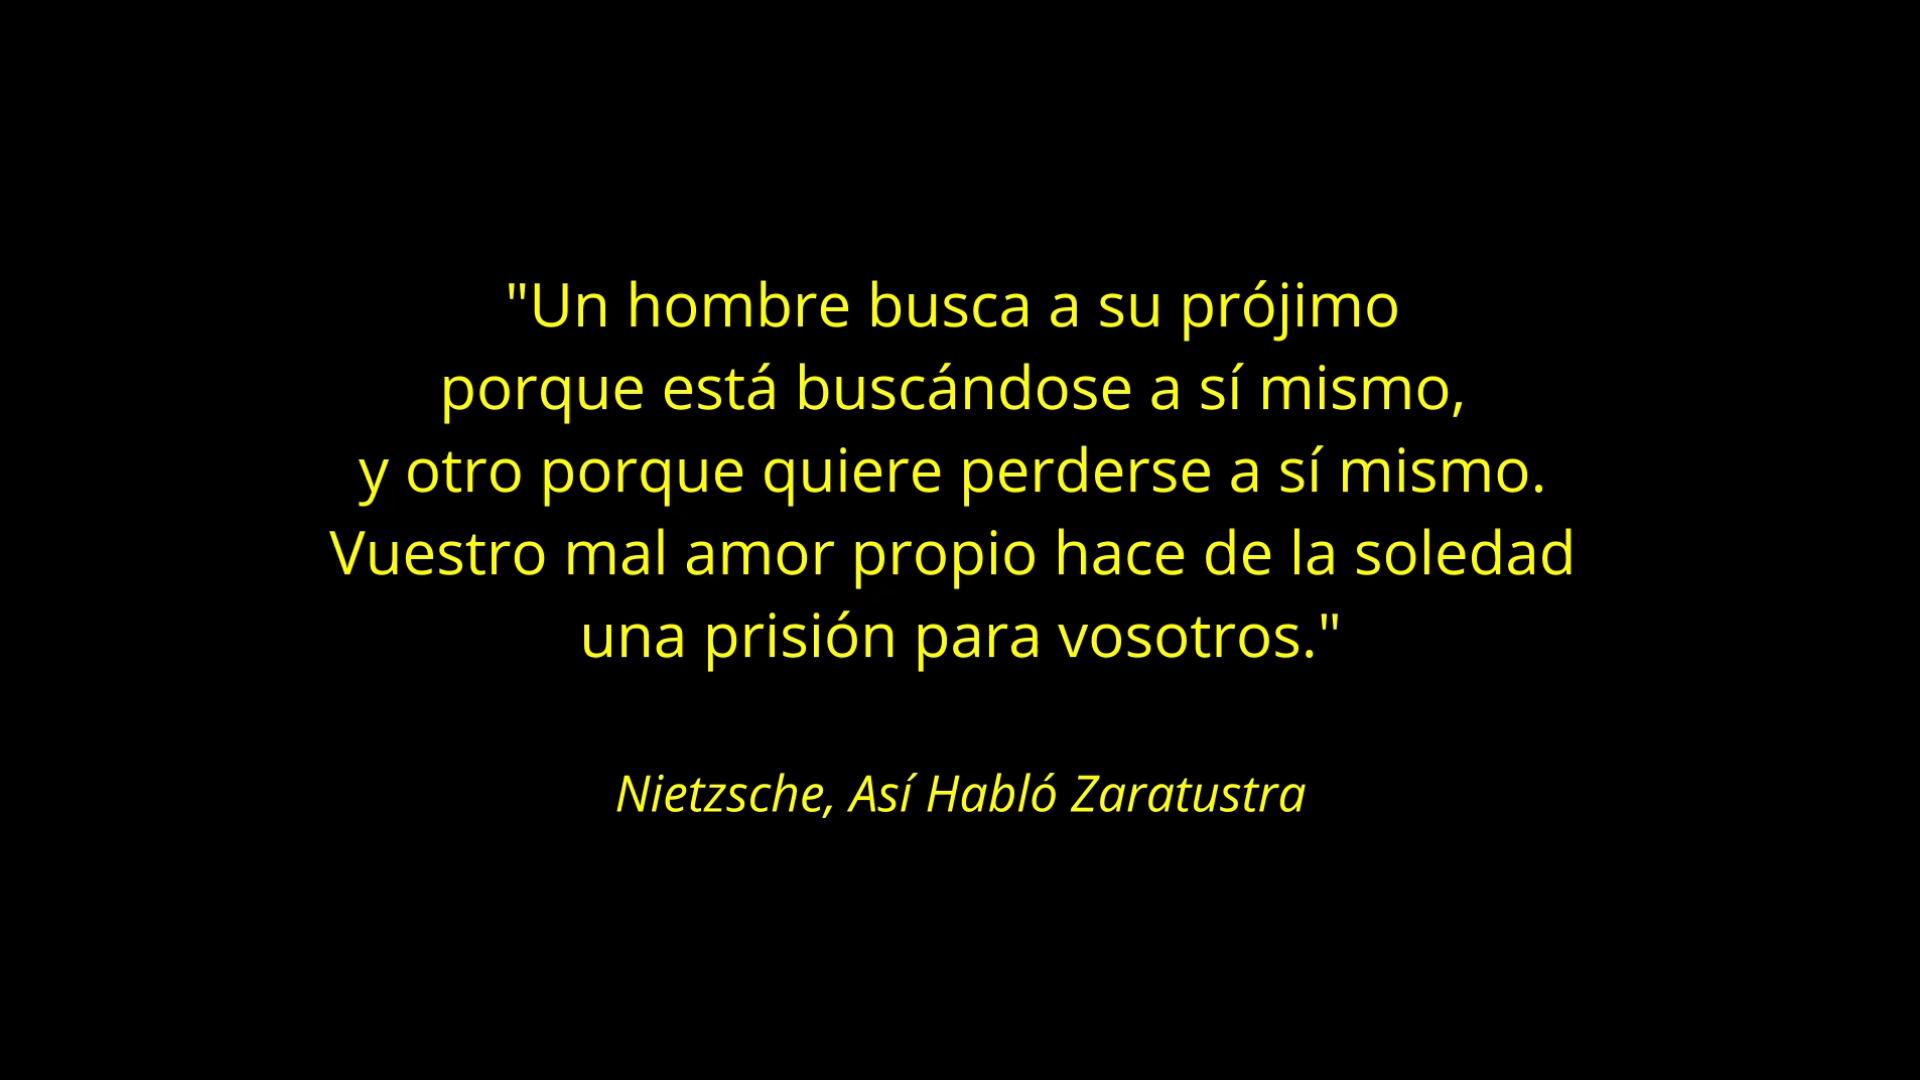 "Un hombre busca a su prójimo
porque está buscándose a sí mismo,
y otro porque quiere perderse a sí mismo.
Vuestro mal amor propio hace de la soledad
una prisión para vosotros."
Nietzsche, Así Habló Zaratustra